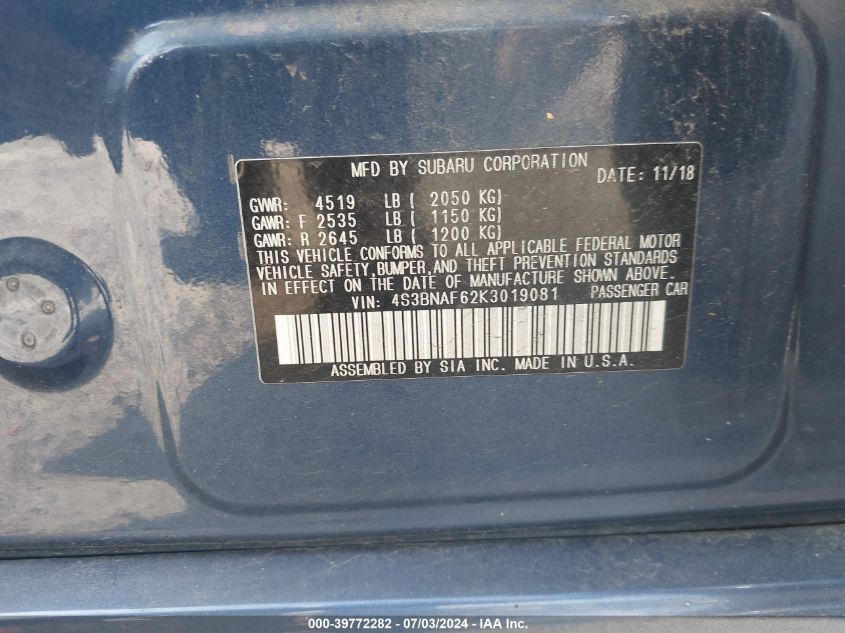 MFD BY SUBARU CORPORATION
DATE: 11/18
GVWR: 4519 LB ( 2050 KG)
GAWR: F 2535 LB ( 1150 KG)
GAWR: R 2645 LB ( 1200 KG)
THIS VEHICLE CONFORMS TO ALL APPLICABLE FEDERAL MOTOR
VEHICLE SAFETY, BUMPER, AND THEFT PREVENTION STANDARDS
IN EFFECT ON THE DATE OF MANUFACTURE SHOWN ABOVE.
VIN: 4S3BNAF62K3019081 PASSENGER CAR
ASSEMBLED BY SIA INC. MADE IN U.S.A.
000-39772282 - 07/03/2024 - IAA Inc.